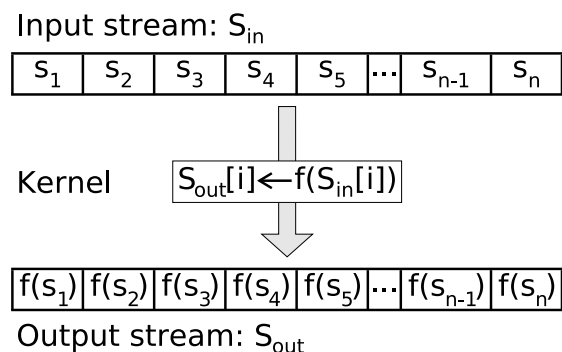 Input stream: S_in
s_1 s_2 s_3 s_4 s_5 ... s_n-1 s_n
Kernel S_out[i]←f(S_in[i])
f(s_1) f(s_2) f(s_3) f(s_4) f(s_5) ... f(s_n-1) f(s_n)
Output stream: S_out